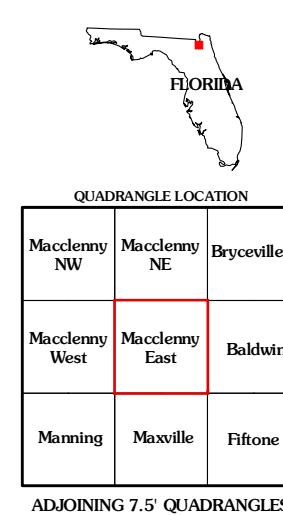 FLORIDA
QUADRANGLE LOCATION
Macclenny
NW
Macclenny
NE
Bryceville
Macclenny
West
Macclenny
East
Baldwin
Manning
Maxville
Fiftone
ADJOINING 7.5' QUADRANGLES